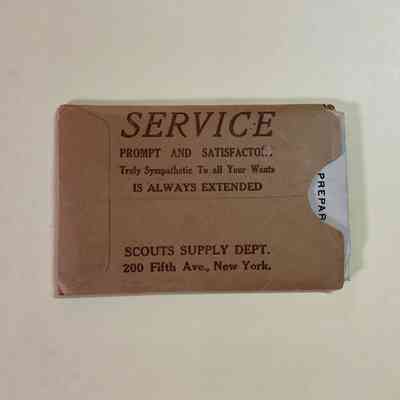 SERVICE
PROMPT AND SATISFACTO
Truly Sympathetic To all Your Wants
IS ALWAYS EXTENDED
PREPAR
SCOUTS SUPPLY DEPT.
200 Fifth Ave., New York.